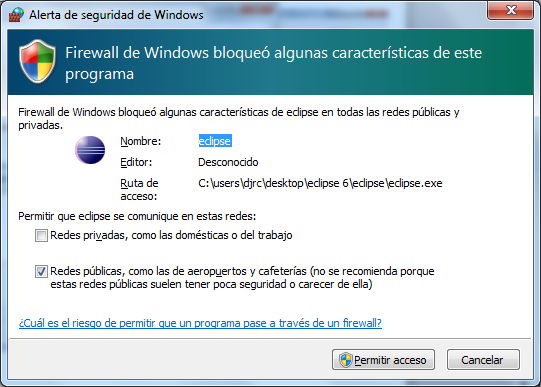 Alerta de seguridad de Windows
Firewall de Windows bloqueó algunas características de este
programa
Firewall de Windows bloqueó algunas características de eclipse en todas las redes públicas y
privadas.
Nombre: eclipse
Editor: Desconocido
Ruta de acceso: C:\users\djrc\desktop\eclipse 6\eclipse\eclipse.exe
Permitir que eclipse se comunique en estas redes:
Redes privadas, como las domésticas o del trabajo
Redes públicas, como las de aeropuertos y cafeterías (no se recomienda porque
estas redes públicas suelen tener poca seguridad o carecer de ella)
¿Cuál es el riesgo de permitir que un programa pase a través de un firewall?
Permitir acceso Cancelar